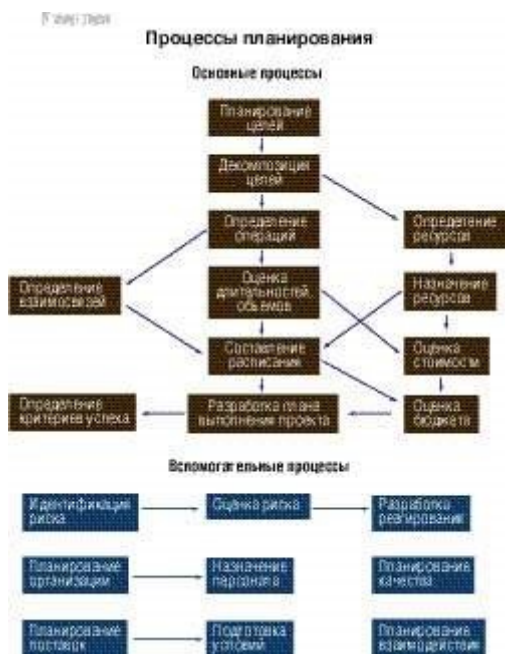 Процессы планирования
Основные процессы
Планирование
целей
Декомпозиция
целей
Определение
операций
Определение
ресурсов
Определение
взаимосвязей
Оценка
длительностей,
объемов
Назначение
ресурсов
Составление
расписания
Оценка
стоимости
Определение
критериев успеха
Разработка плана
выполнения проекта
Оценка
бюджета
Вспомогательные процессы
Идентификация
риска
Оценка риска
Разработка
реагирования
Планирование
организации
Назначение
персонала
Планирование
качества
Планирование
поставок
Подготовка
условий
Планирование
взаимодействия